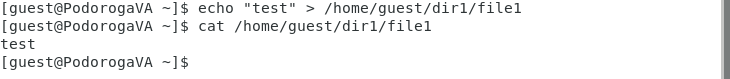 [guest@PodorogaVA ~]$ echo "test" > /home/guest/dir1/file1
[guest@PodorogaVA ~]$ cat /home/guest/dir1/file1
test
[guest@PodorogaVA ~]$